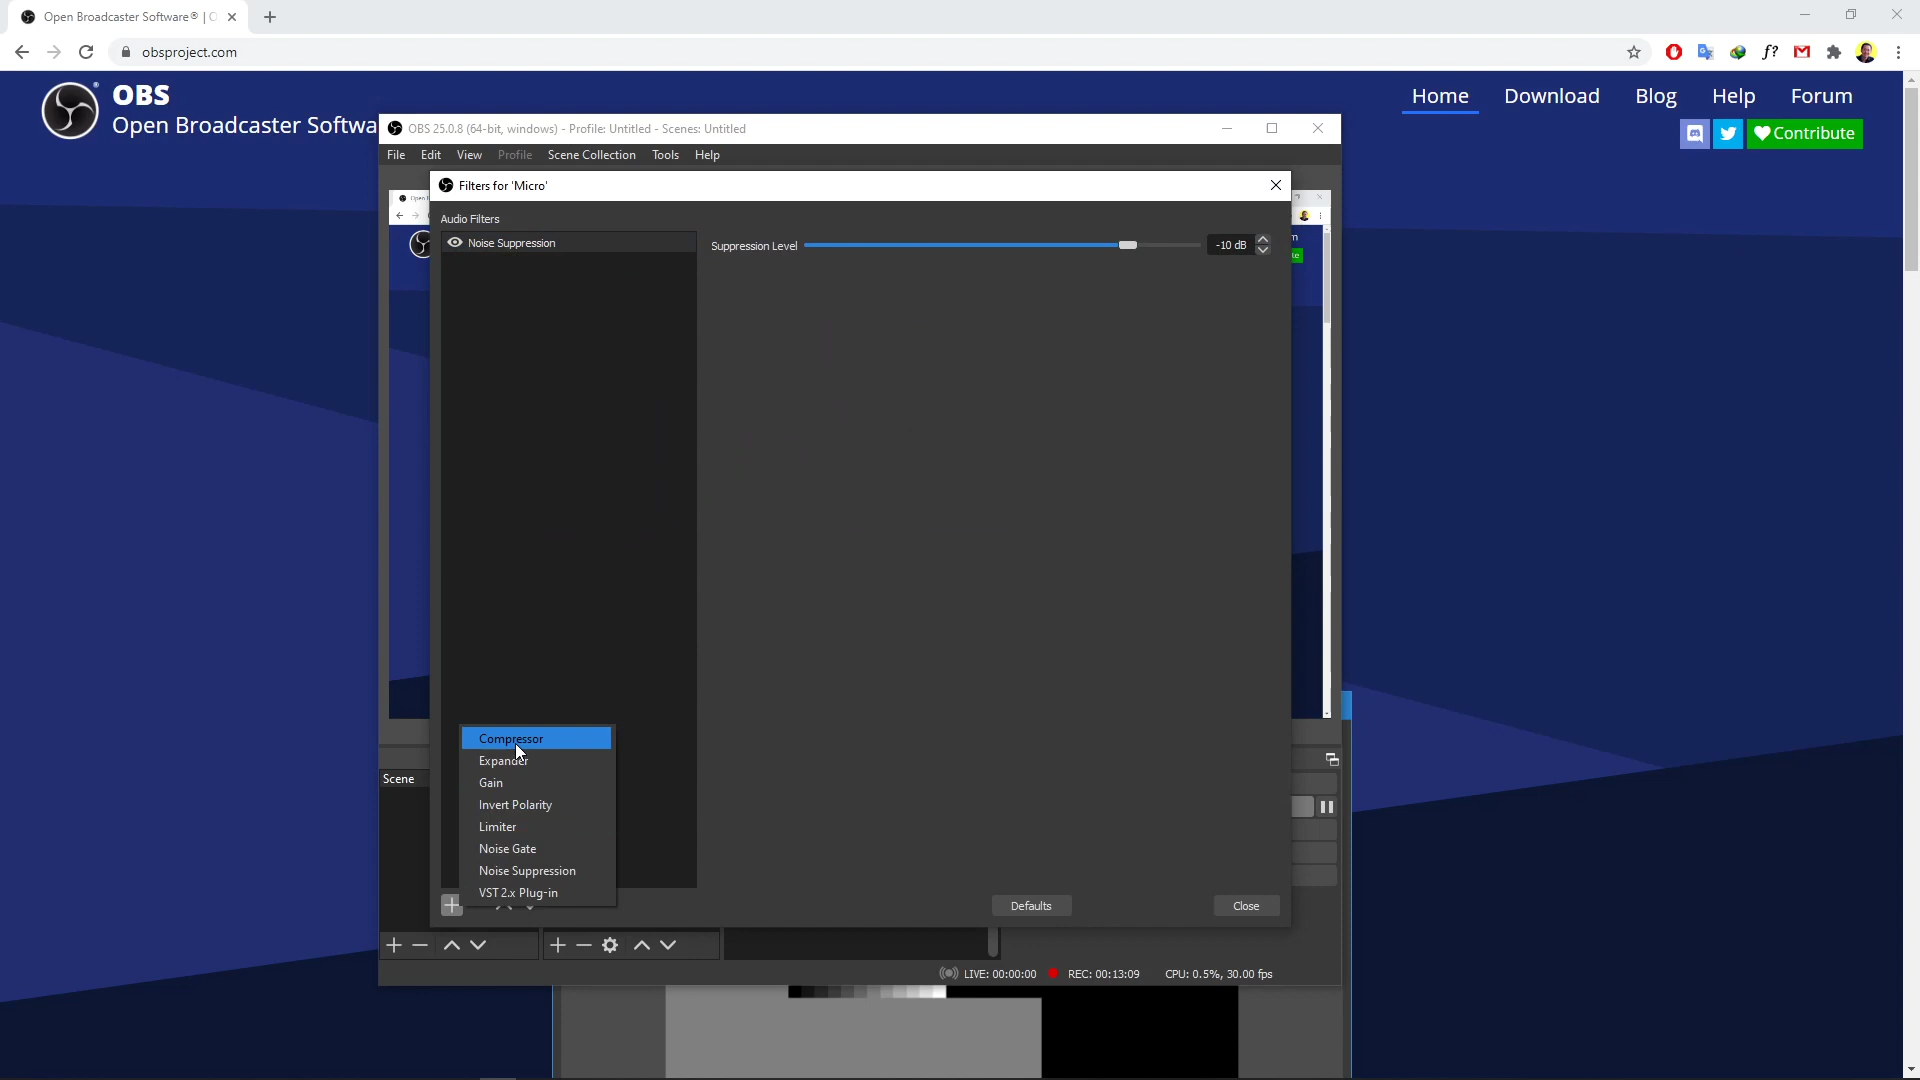 Open Broadcaster Software® | O
obsproject.com
OBS
Open Broadcaster Softwa
Home
Download
Blog
Help
Forum
Contribute
OBS 25.0.8 (64-bit, windows) - Profile: Untitled - Scenes: Untitled
File
Edit
View
Profile
Scene Collection
Tools
Help
Filters for 'Micro'
Audio Filters
Noise Suppression
Suppression Level
-10 dB
Compressor
Expander
Gain
Invert Polarity
Limiter
Noise Gate
Noise Suppression
VST 2.x Plug-in
Scene
Defaults
Close
LIVE: 00:00:00
REC: 00:13:09
CPU: 0.5%, 30.00 fps